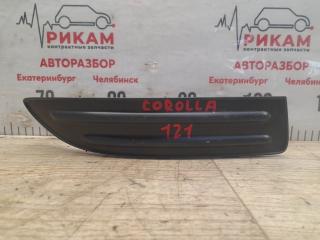 РИКАМ РИКАМ
контрактные запчасти контрактные запчасти
АВТОРАЗБОР АВТОРАЗБОР
Екатеринбург Челябинск Екатеринбург Челябинск
COROLLA
121